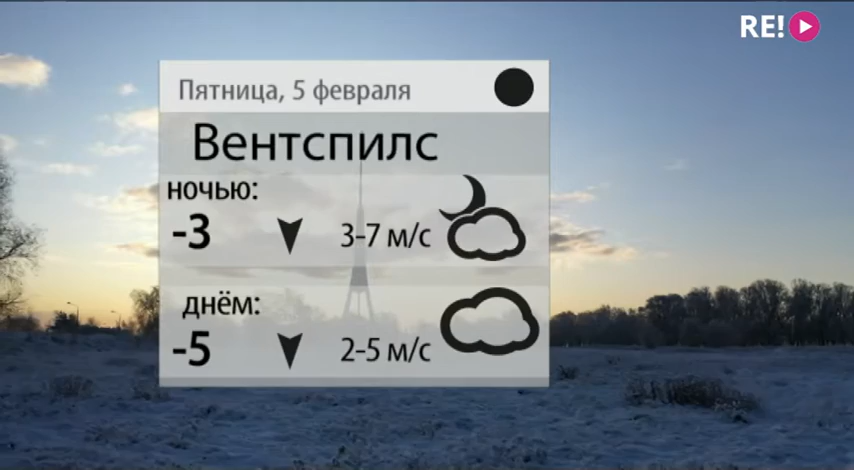 RE!
Пятница, 5 февраля
Вентспилс
ночью:
-3 3-7 м/с
днём:
-5 2-5 м/с